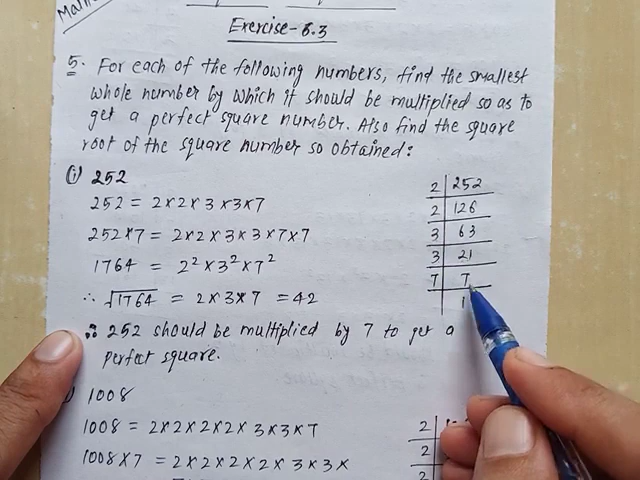 Exercise-6.3
5. For each of the following numbers, find the smallest
whole number by which it should be multiplied so as to
get a perfect square number. Also find the square
root of the square number so obtained:
(i) 252
252 = 2×2×3×3×7
252×7 = 2×2×3×3×7×7
1764 = 2²×3²×7²
∴ √1764 = 2×3×7 = 42
∴ 252 should be multiplied by 7 to get a
perfect square.
2 | 252
2 | 126
3 | 63
3 | 21
7 | 7
1
1008
1008 = 2×2×2×2×3×3×7
1008×7 = 2×2×2×2×3×3×
2
2
2